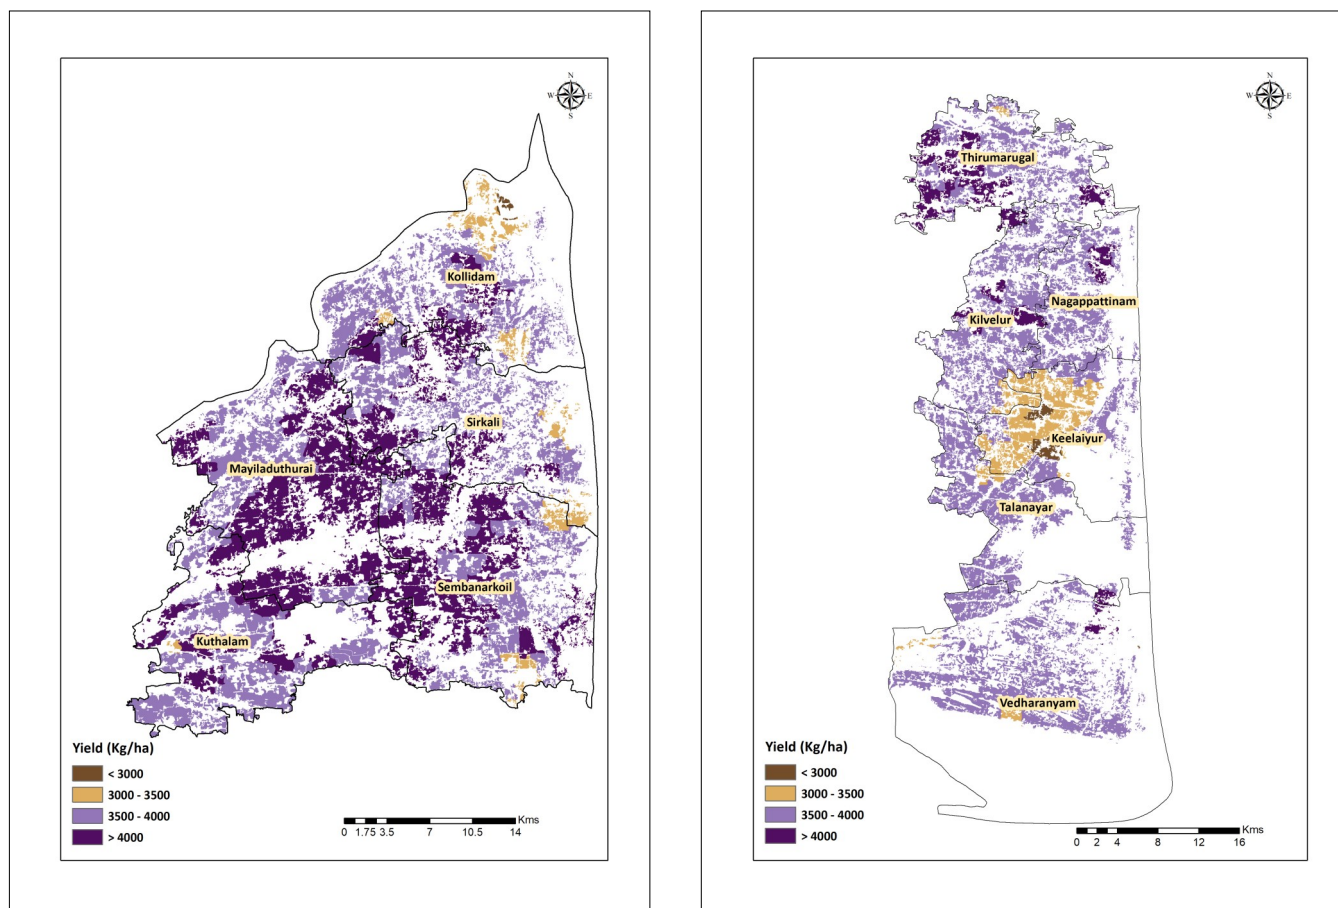 N
W E
S
Kollidam
Sirkali
Mayiladuthurai
Sembanarkoil
Kuthalam
Yield (Kg/ha)
< 3000
3000 - 3500
3500 - 4000
> 4000
Kms
0 1.75 3.5 7 10.5 14
N
W E
S
Thirumarugal
Nagappattinam
Kilvelur
Keelaiyur
Talanayar
Vedharanyam
Yield (Kg/ha)
< 3000
3000 - 3500
3500 - 4000
> 4000
Kms
0 2 4 8 12 16